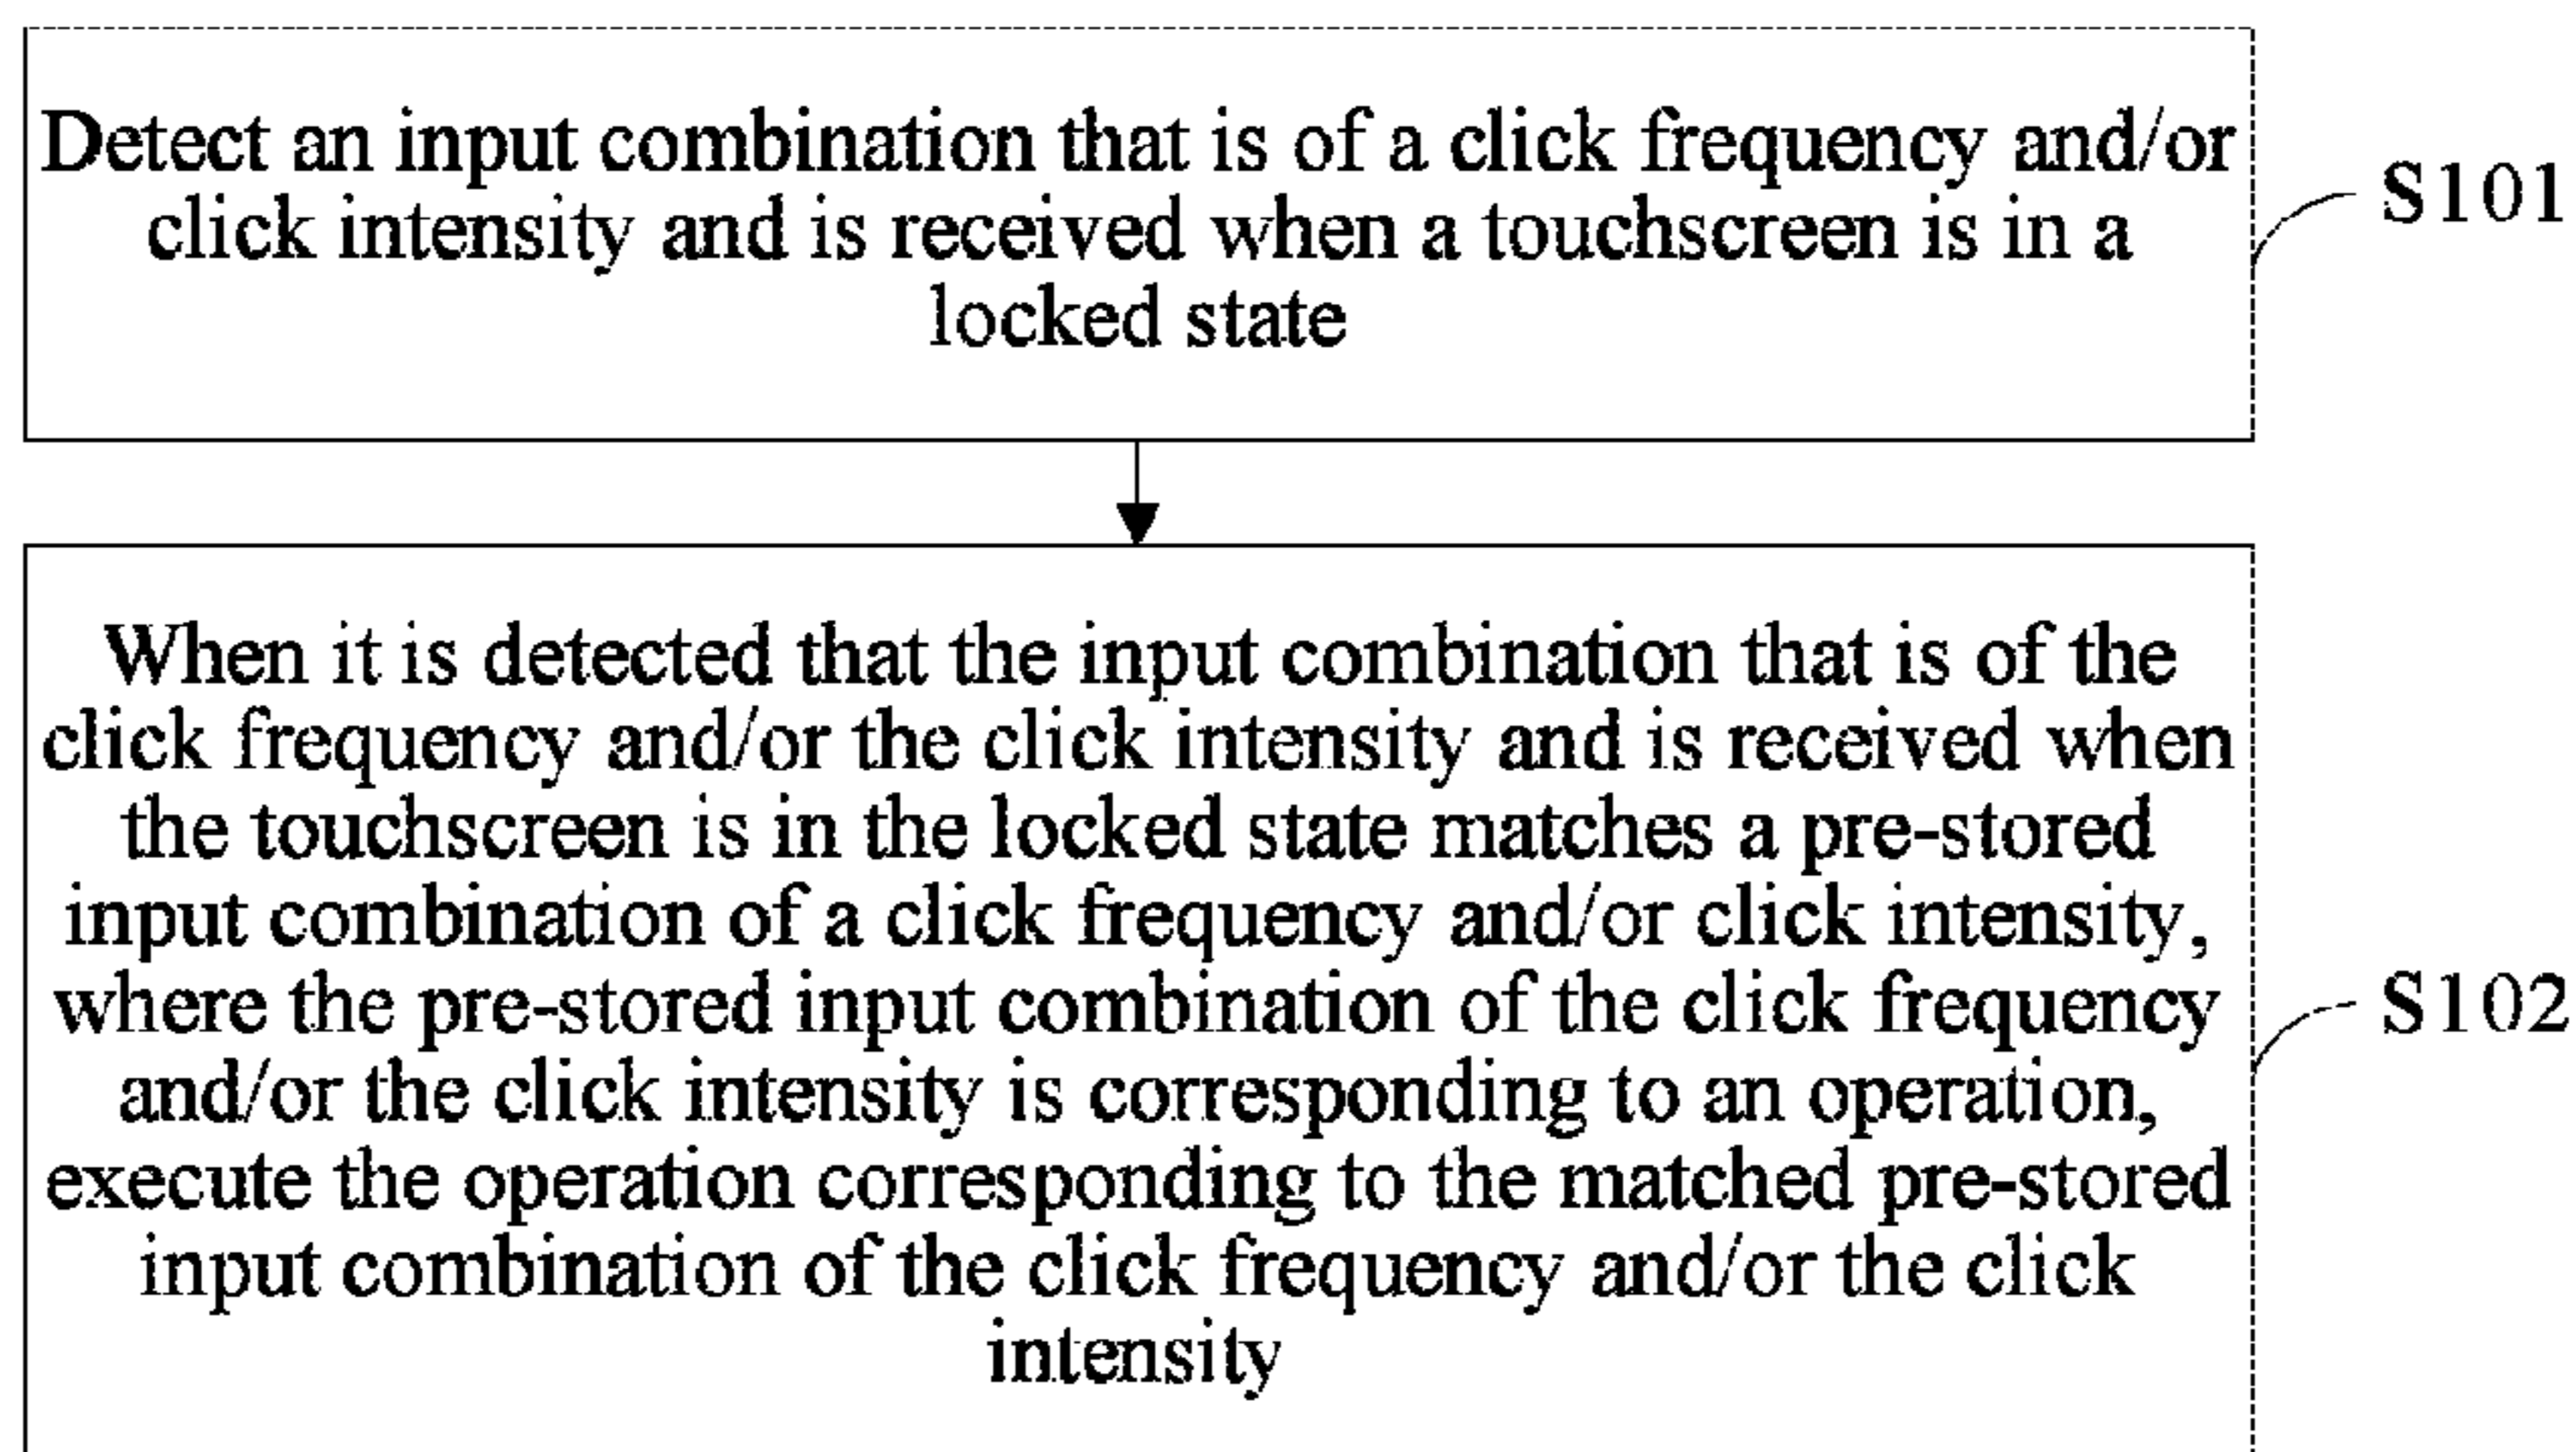 Detect an input combination that is of a click frequency and/or
click intensity and is received when a touchscreen is in a
locked state
S101
When it is detected that the input combination that is of the
click frequency and/or the click intensity and is received when
the touchscreen is in the locked state matches a pre-stored
input combination of a click frequency and/or click intensity,
where the pre-stored input combination of the click frequency
and/or the click intensity is corresponding to an operation,
execute the operation corresponding to the matched pre-stored
input combination of the click frequency and/or the click
intensity
S102